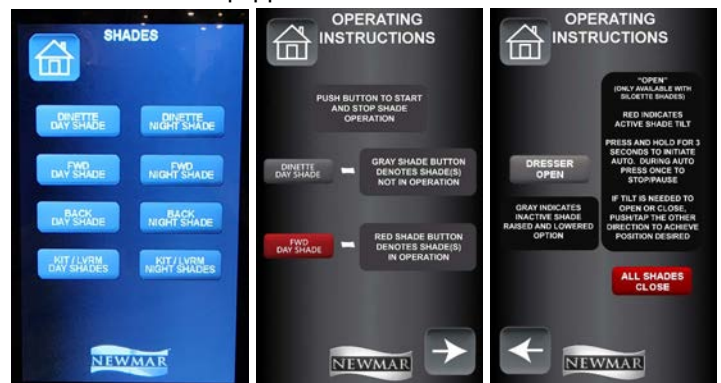 SHADES
DINETTE
DAY SHADE
DINETTE
NIGHT SHADE
FWD
DAY SHADE
FWD
NIGHT SHADE
BACK
DAY SHADE
BACK
NIGHT SHADE
KIT / LVRM
DAY SHADES
KIT / LVRM
NIGHT SHADES
NEWMAR
OPERATING
INSTRUCTIONS
PUSH BUTTON TO START
AND STOP SHADE
OPERATION
DINETTE
DAY SHADE
GRAY SHADE BUTTON
DENOTES SHADE(S)
NOT IN OPERATION
FWD
DAY SHADE
RED SHADE BUTTON
DENOTES SHADE(S)
IN OPERATION
NEWMAR
OPERATING
INSTRUCTIONS
"OPEN"
(ONLY AVAILABLE WITH
SILOETTE SHADES)
RED INDICATES
ACTIVE SHADE TILT
PRESS AND HOLD FOR 3
SECONDS TO INITIATE
AUTO. DURING AUTO
PRESS ONCE TO
STOP/PAUSE
IF TILT IS NEEDED TO
OPEN OR CLOSE,
PUSH/TAP THE OTHER
DIRECTION TO ACHIEVE
POSITION DESIRED
DRESSER
OPEN
GRAY INDICATES
INACTIVE SHADE
RAISED AND LOWERED
OPTION
ALL SHADES
CLOSE
NEWMAR